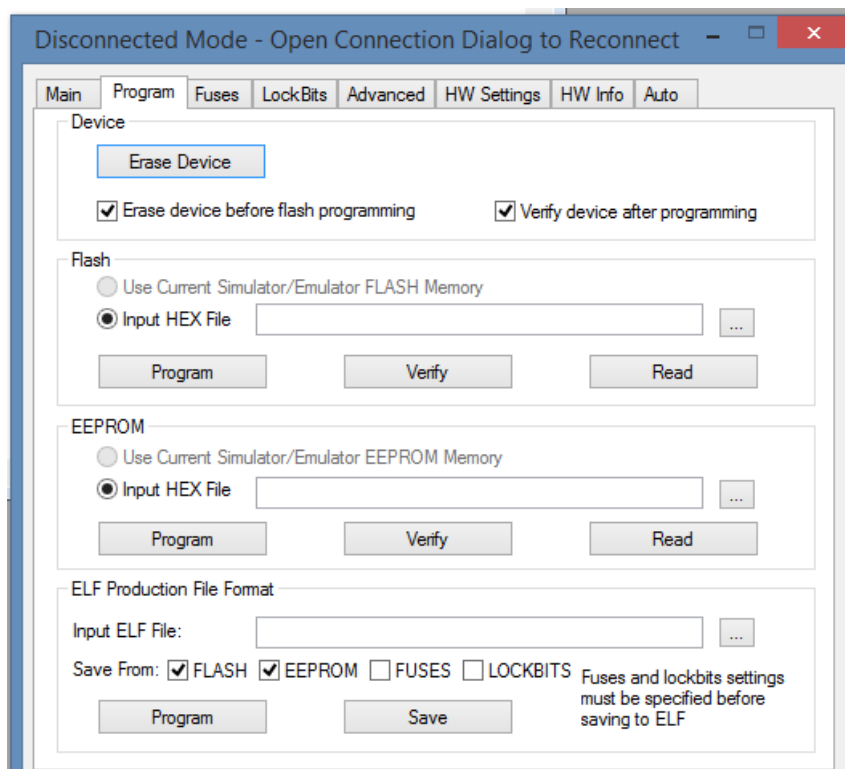 Disconnected Mode - Open Connection Dialog to Reconnect
Main Program Fuses LockBits Advanced HW Settings HW Info Auto
Device
Erase Device
Erase device before flash programming Verify device after programming
Flash
Use Current Simulator/Emulator FLASH Memory
Input HEX File ...
Program Verify Read
EEPROM
Use Current Simulator/Emulator EEPROM Memory
Input HEX File ...
Program Verify Read
ELF Production File Format
Input ELF File: ...
Save From: FLASH EEPROM FUSES LOCKBITS
Fuses and lockbits settings
must be specified before
saving to ELF
Program Save